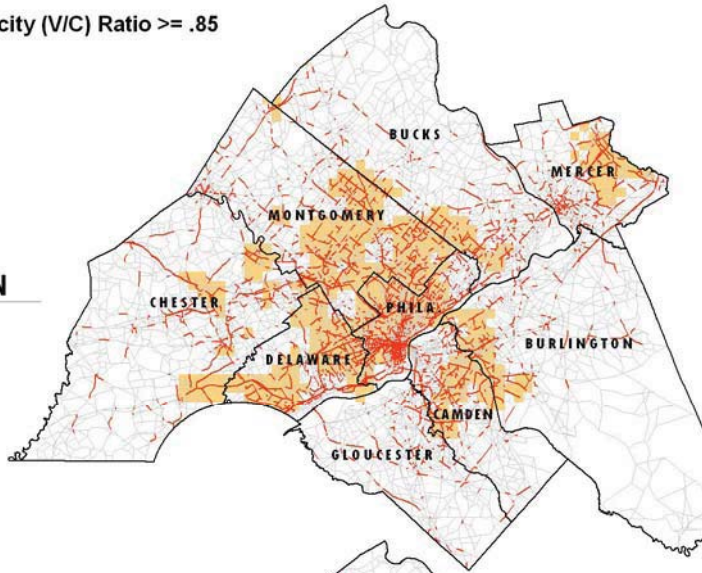 city (V/C) Ratio >= .85
BUCKS
MERCER
MONTGOMERY
N
CHESTER
PHILA
BURLINGTON
DELAWARE
CAMDEN
GLOUCESTER